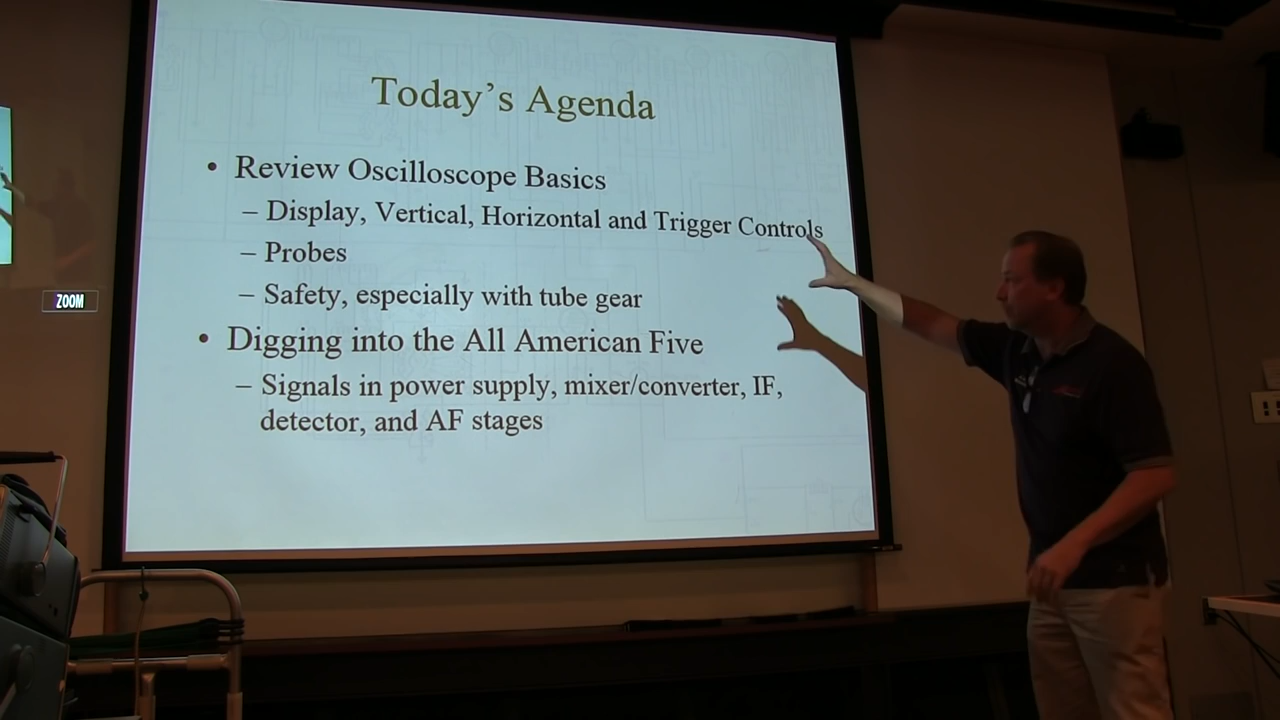 Today's Agenda
• Review Oscilloscope Basics
– Display, Vertical, Horizontal and Trigger Controls
– Probes
– Safety, especially with tube gear
• Digging into the All American Five
– Signals in power supply, mixer/converter, IF,
detector, and AF stages
ZOOM